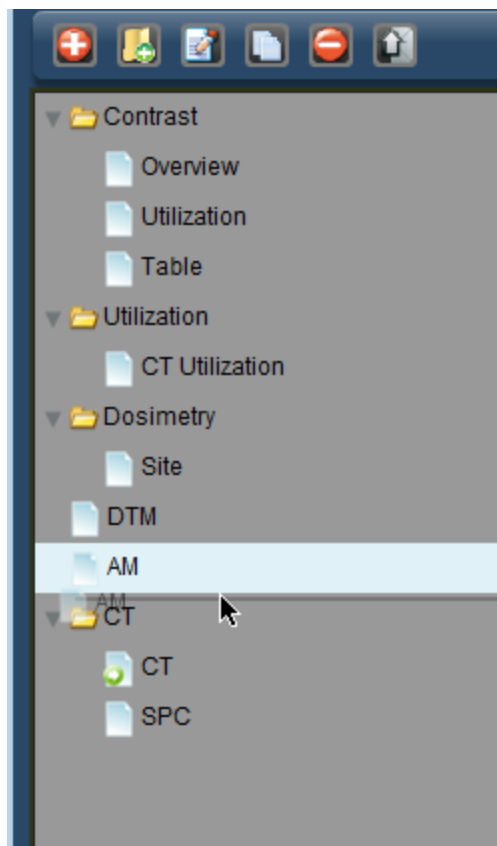 Contrast
Overview
Utilization
Table
Utilization
CT Utilization
Dosimetry
Site
DTM
AM
AM
CT
CT
SPC